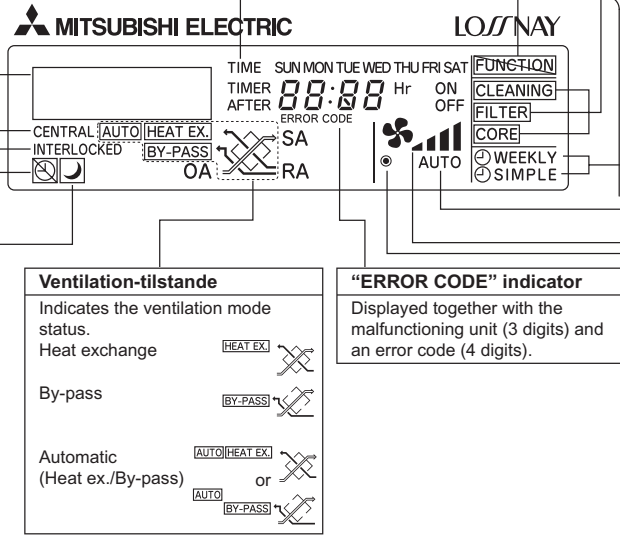 MITSUBISHI ELECTRIC LOSSNAY
TIME SUN MON TUE WED THU FRI SAT FUNCTION
TIMER 88:88 Hr ON CLEANING
AFTER OFF FILTER
ERROR CODE
CENTRAL AUTO HEAT EX. SA CORE
INTERLOCKED BY-PASS AUTO WEEKLY
OA RA SIMPLE
Ventilation-tilstande
Indicates the ventilation mode
status.
Heat exchange HEAT EX.
By-pass BY-PASS
Automatic AUTO HEAT EX.
(Heat ex./By-pass) or
AUTO
BY-PASS
“ERROR CODE” indicator
Displayed together with the
malfunctioning unit (3 digits) and
an error code (4 digits).